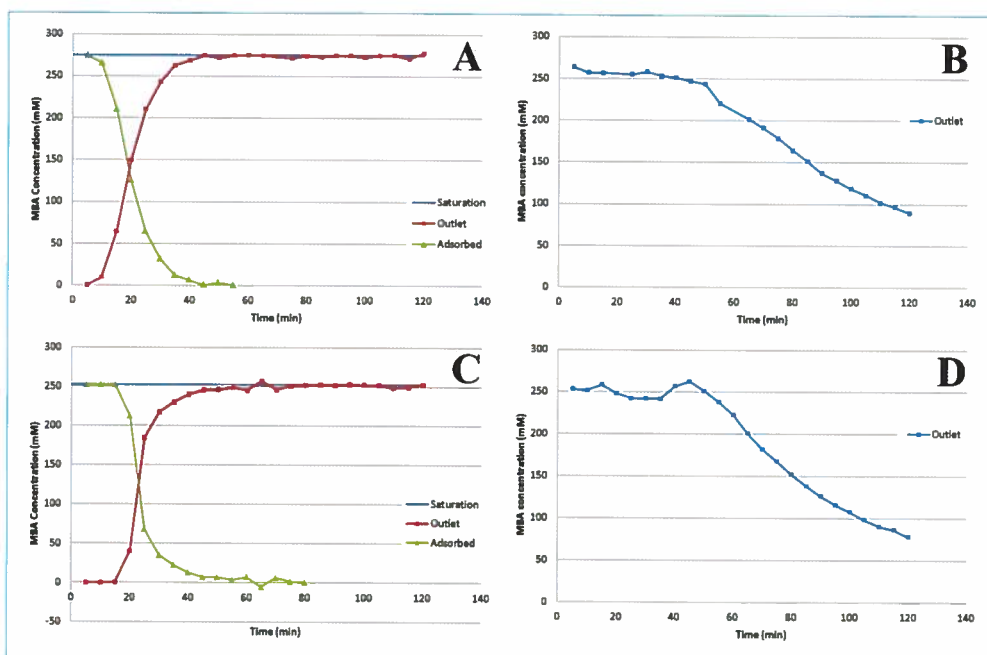 A
MBA Concentration (mM)
300
250
200
150
100
50
0
Saturation
Outlet
Adsorbed
0 20 40 60 80 100 120 140
Time (min)
B
MBA concentration (mM)
300
250
200
150
100
50
0
Outlet
0 20 40 60 80 100 120 140
Time (min)
C
MBA Concentration (mM)
300
250
200
150
100
50
0
-50
Saturation
Outlet
Adsorbed
0 20 40 60 80 100 120 140
Time (min)
D
MBA concentration (mM)
300
250
200
150
100
50
0
Outlet
0 20 40 60 80 100 120 140
Time (min)